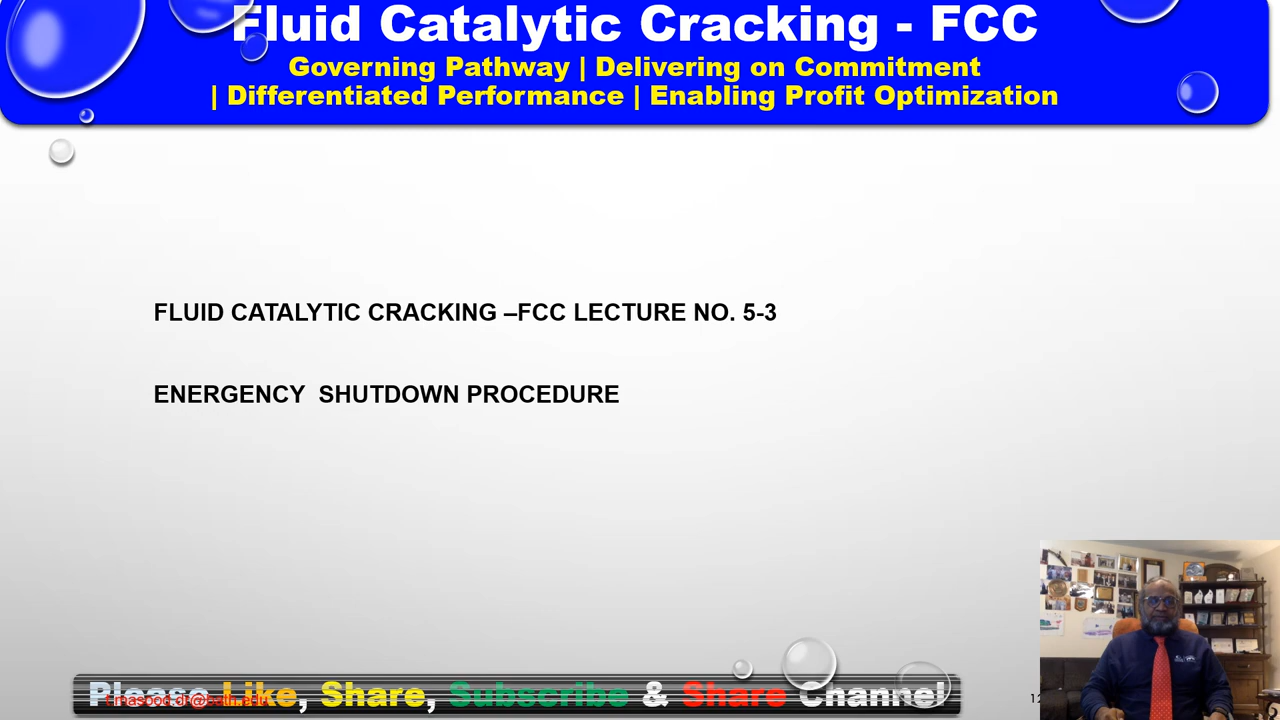 Fluid Catalytic Cracking - FCC
Governing Pathway | Delivering on Commitment
| Differentiated Performance | Enabling Profit Optimization
FLUID CATALYTIC CRACKING –FCC LECTURE NO. 5-3
ENERGENCY SHUTDOWN PROCEDURE
Please Like, Share, Subscribe & Share Channel